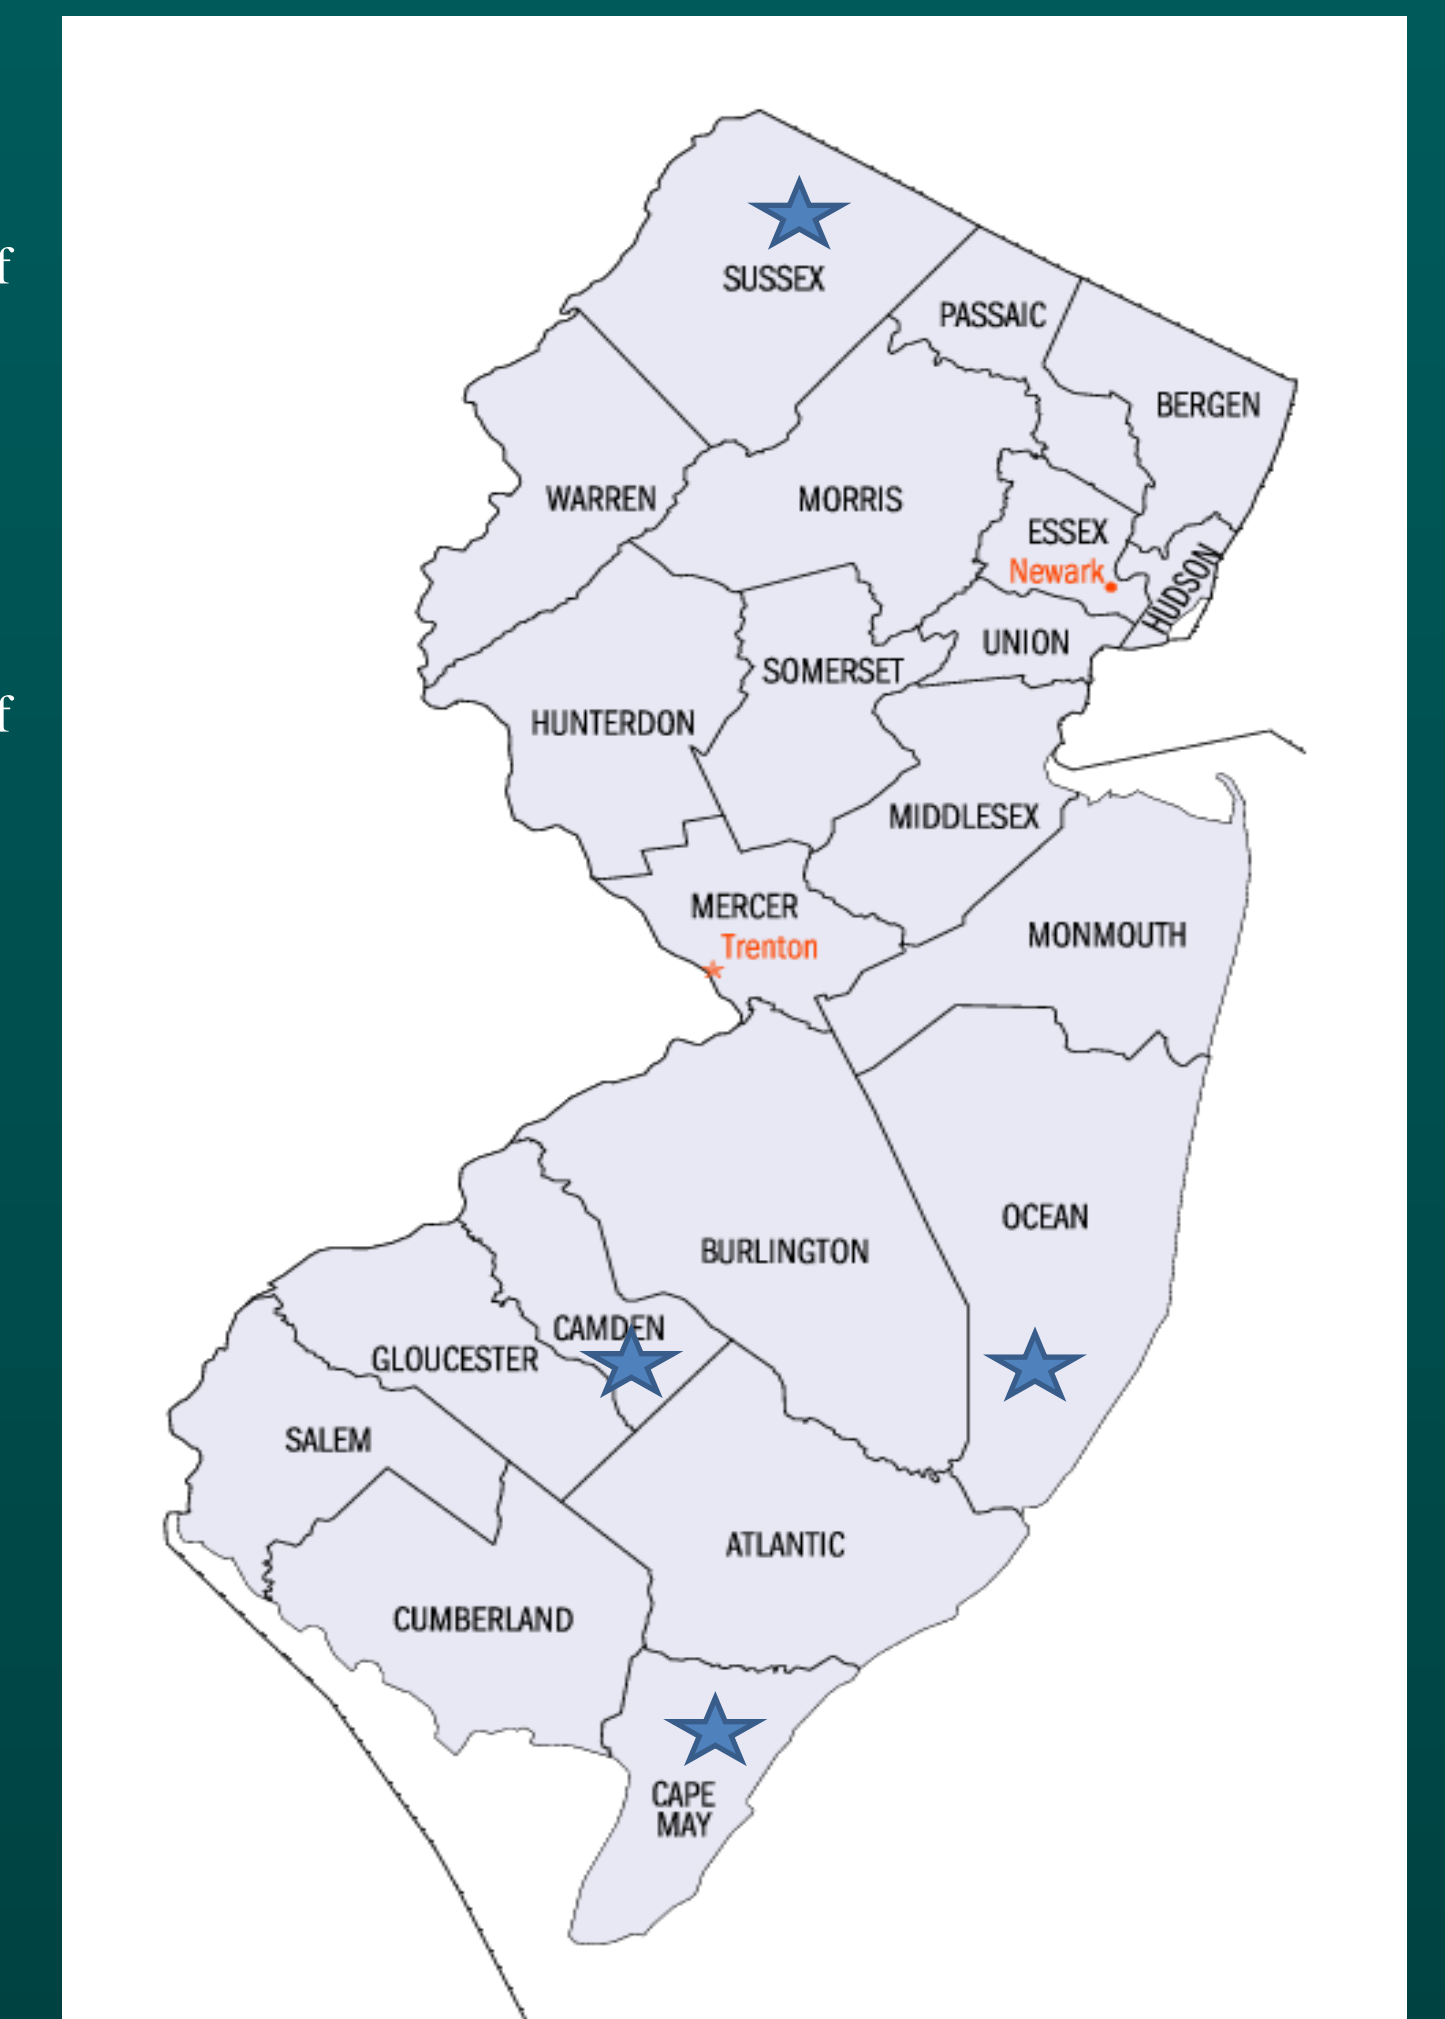 f
SUSSEX
PASSAIC
BERGEN
WARREN
MORRIS
ESSEX
Newark
HUDSON
UNION
SOMERSET
f
HUNTERDON
MIDDLESEX
MERCER
Trenton
MONMOUTH
OCEAN
BURLINGTON
CAMDEN
GLOUCESTER
SALEM
ATLANTIC
CUMBERLAND
CAPE
MAY